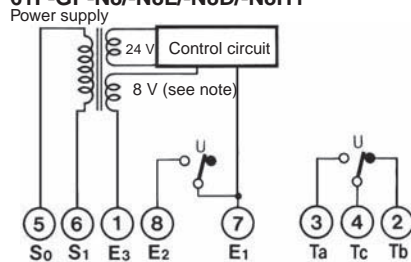 61F-GP-N8/-N8L/-N8D/-N8HY
Power supply
24 V
Control circuit
8 V (see note)
U
U
5
6
1
8
7
3
4
2
S0
S1
E3
E2
E1
Ta
Tc
Tb